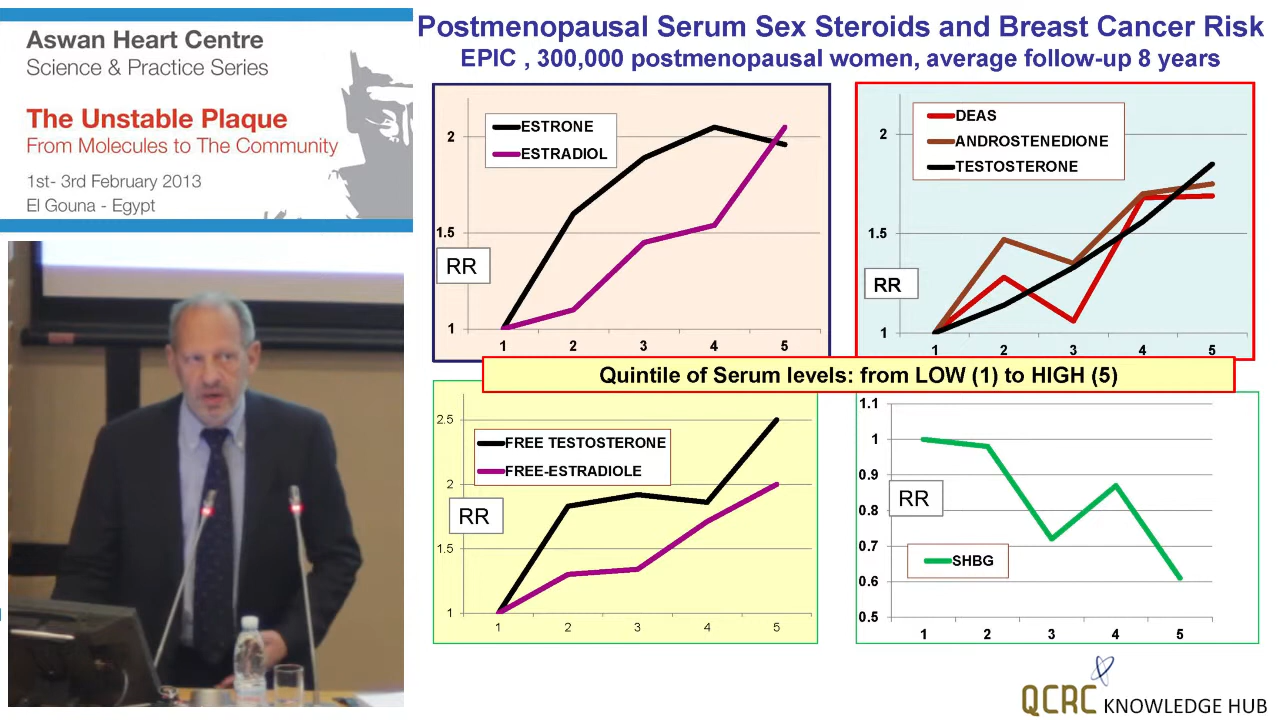 Aswan Heart Centre
Science & Practice Series
The Unstable Plaque
From Molecules to The Community
1st- 3rd February 2013
El Gouna - Egypt
Postmenopausal Serum Sex Steroids and Breast Cancer Risk
EPIC , 300,000 postmenopausal women, average follow-up 8 years
ESTRONE
ESTRADIOL
2
1.5
1
RR
1 2 3 4 5
DEAS
ANDROSTENEDIONE
TESTOSTERONE
2
1.5
1
RR
1 2 3 4 5
Quintile of Serum levels: from LOW (1) to HIGH (5)
FREE TESTOSTERONE
FREE-ESTRADIOLE
2.5
2
1.5
1
RR
1 2 3 4 5
1.1
1
0.9
0.8
0.7
0.6
0.5
RR
SHBG
1 2 3 4 5
QCRC KNOWLEDGE HUB